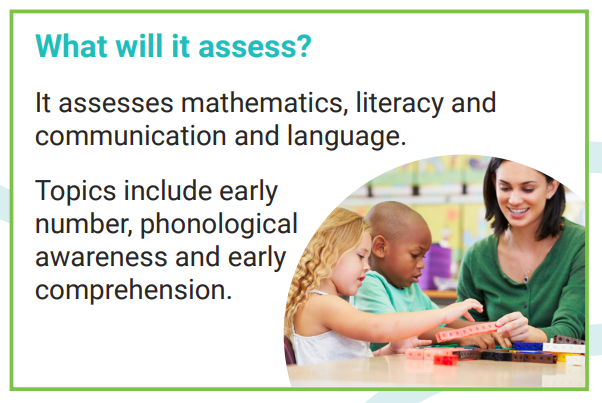 What will it assess?
It assesses mathematics, literacy and
communication and language.
Topics include early
number, phonological
awareness and early
comprehension.